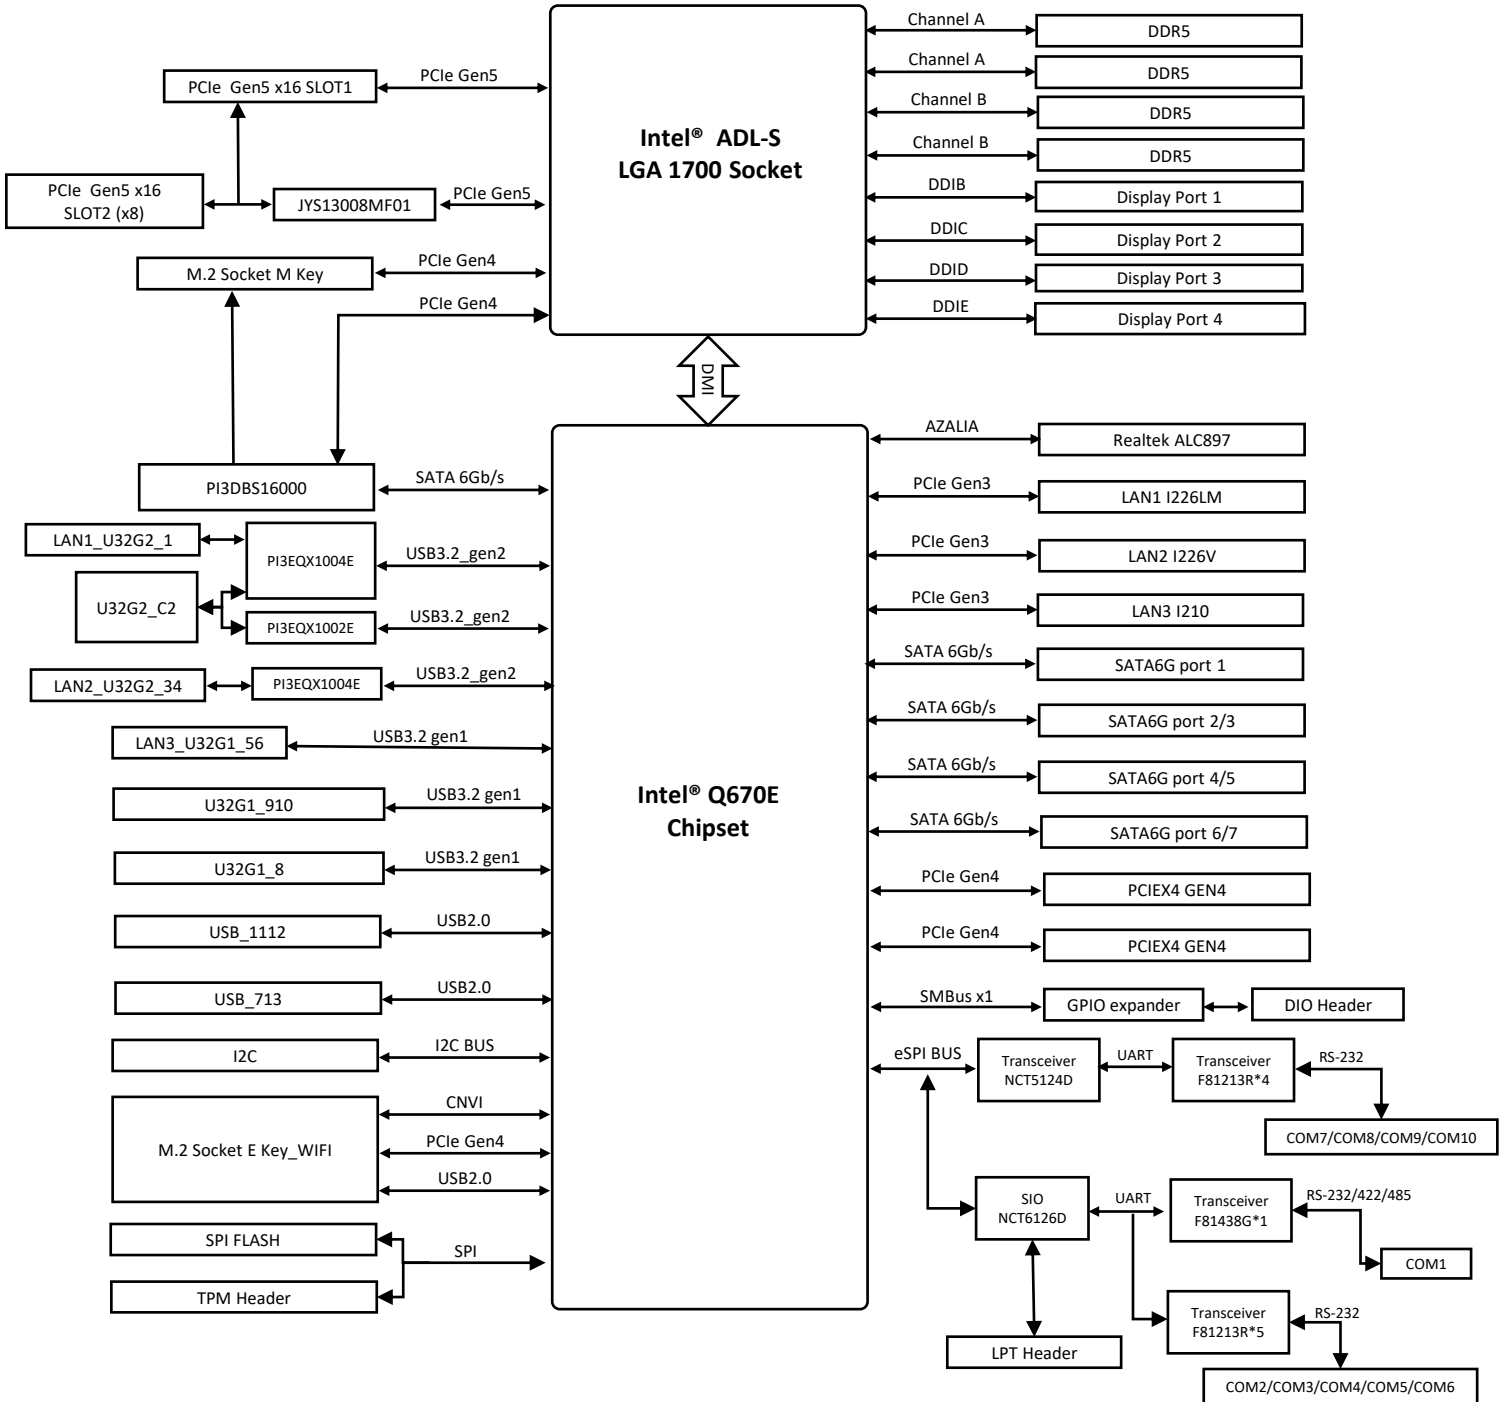 Intel® ADL-S
LGA 1700 Socket
PCIe Gen5 x16 SLOT1
PCIe Gen5
PCIe Gen5 x16
SLOT2 (x8)
JYS13008MF01
PCIe Gen5
M.2 Socket M Key
PCIe Gen4
PCIe Gen4
Channel A
DDR5
Channel A
DDR5
Channel B
DDR5
Channel B
DDR5
DDIB
Display Port 1
DDIC
Display Port 2
DDID
Display Port 3
DDIE
Display Port 4
DMI
Intel® Q670E
Chipset
PI3DBS16000
SATA 6Gb/s
LAN1_U32G2_1
PI3EQX1004E
USB3.2_gen2
U32G2_C2
PI3EQX1002E
USB3.2_gen2
LAN2_U32G2_34
PI3EQX1004E
USB3.2_gen2
LAN3_U32G1_56
USB3.2 gen1
U32G1_910
USB3.2 gen1
U32G1_8
USB3.2 gen1
USB_1112
USB2.0
USB_713
USB2.0
I2C
I2C BUS
M.2 Socket E Key_WIFI
CNVI
PCIe Gen4
USB2.0
SPI FLASH
SPI
TPM Header
AZALIA
Realtek ALC897
PCIe Gen3
LAN1 I226LM
PCIe Gen3
LAN2 I226V
PCIe Gen3
LAN3 I210
SATA 6Gb/s
SATA6G port 1
SATA 6Gb/s
SATA6G port 2/3
SATA 6Gb/s
SATA6G port 4/5
SATA 6Gb/s
SATA6G port 6/7
PCIe Gen4
PCIEX4 GEN4
PCIe Gen4
PCIEX4 GEN4
SMBus x1
GPIO expander
DIO Header
eSPI BUS
Transceiver
NCT5124D
UART
Transceiver
F81213R*4
RS-232
COM7/COM8/COM9/COM10
SIO
NCT6126D
UART
Transceiver
F81438G*1
RS-232/422/485
COM1
Transceiver
F81213R*5
RS-232
LPT Header
COM2/COM3/COM4/COM5/COM6